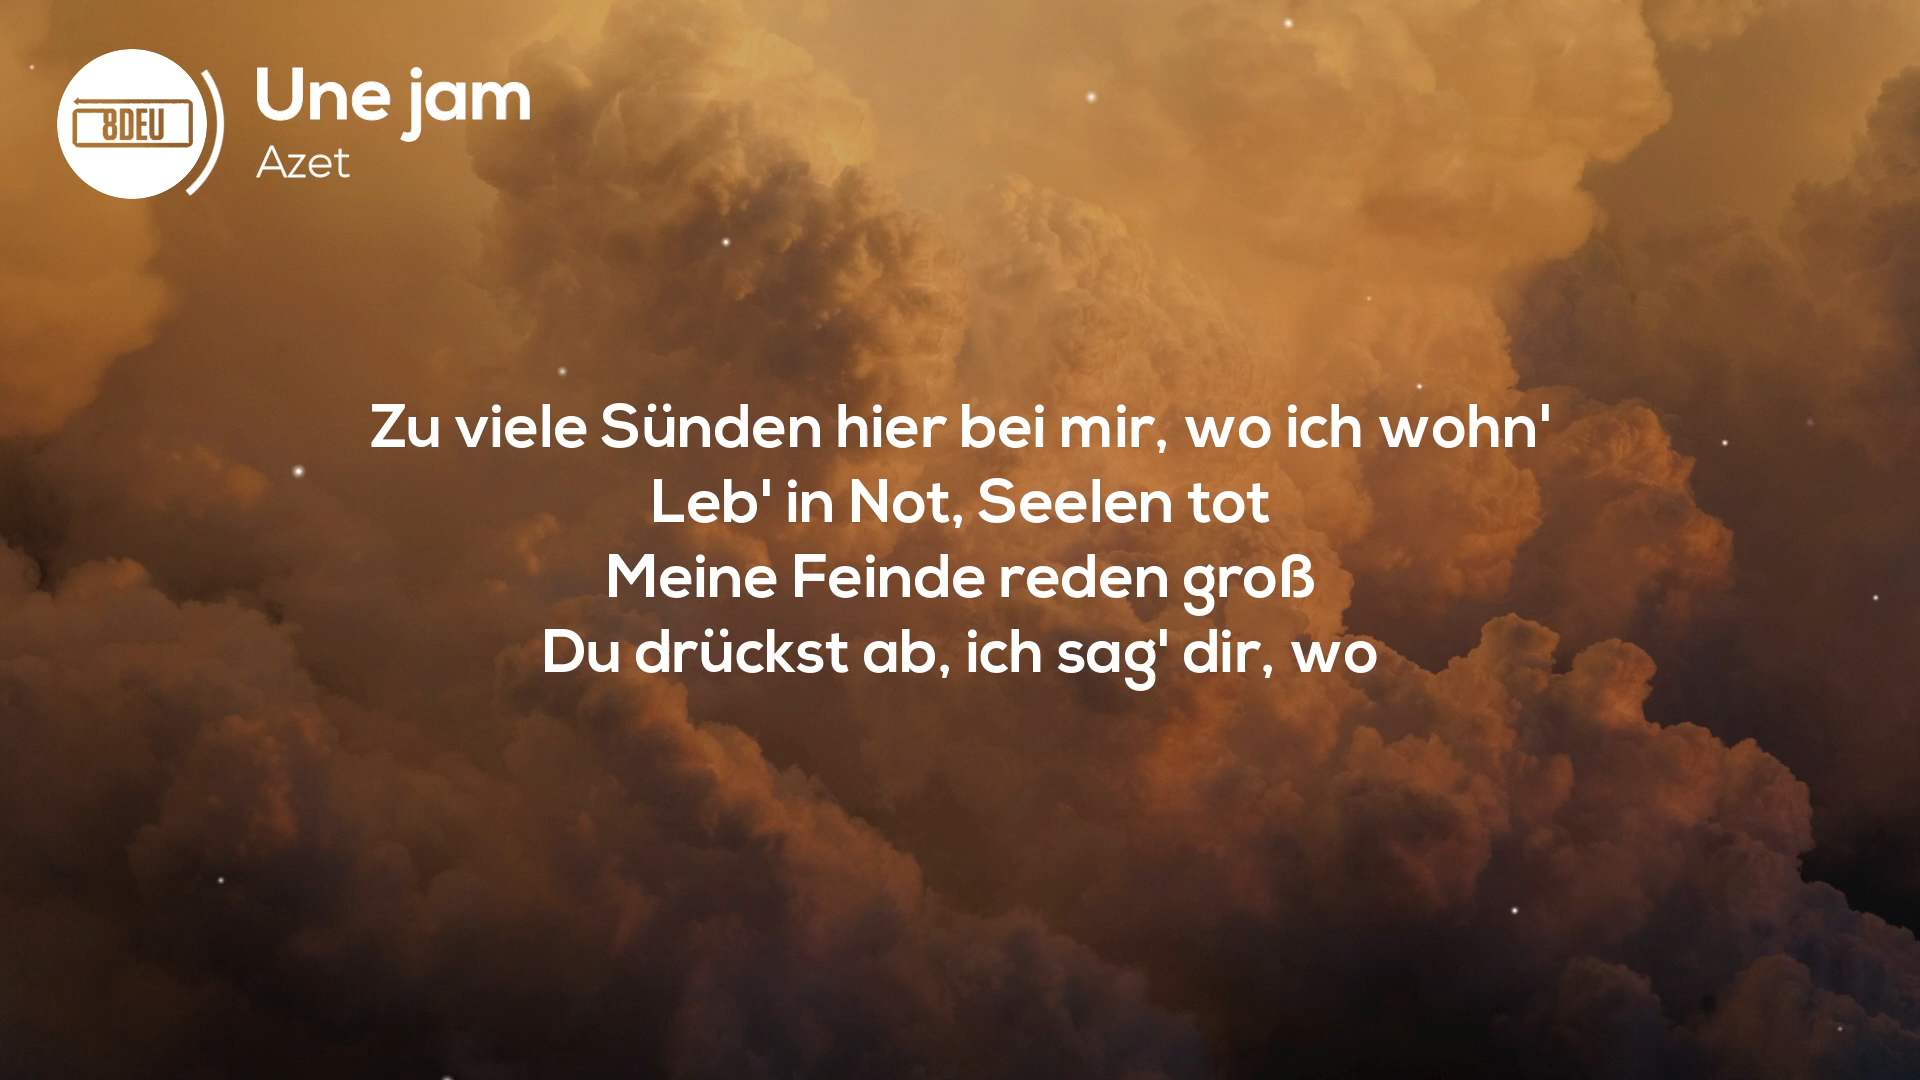 8DEU
Une jam
Azet
Zu viele Sünden hier bei mir, wo ich wohn'
Leb' in Not, Seelen tot
Meine Feinde reden groß
Du drückst ab, ich sag' dir, wo